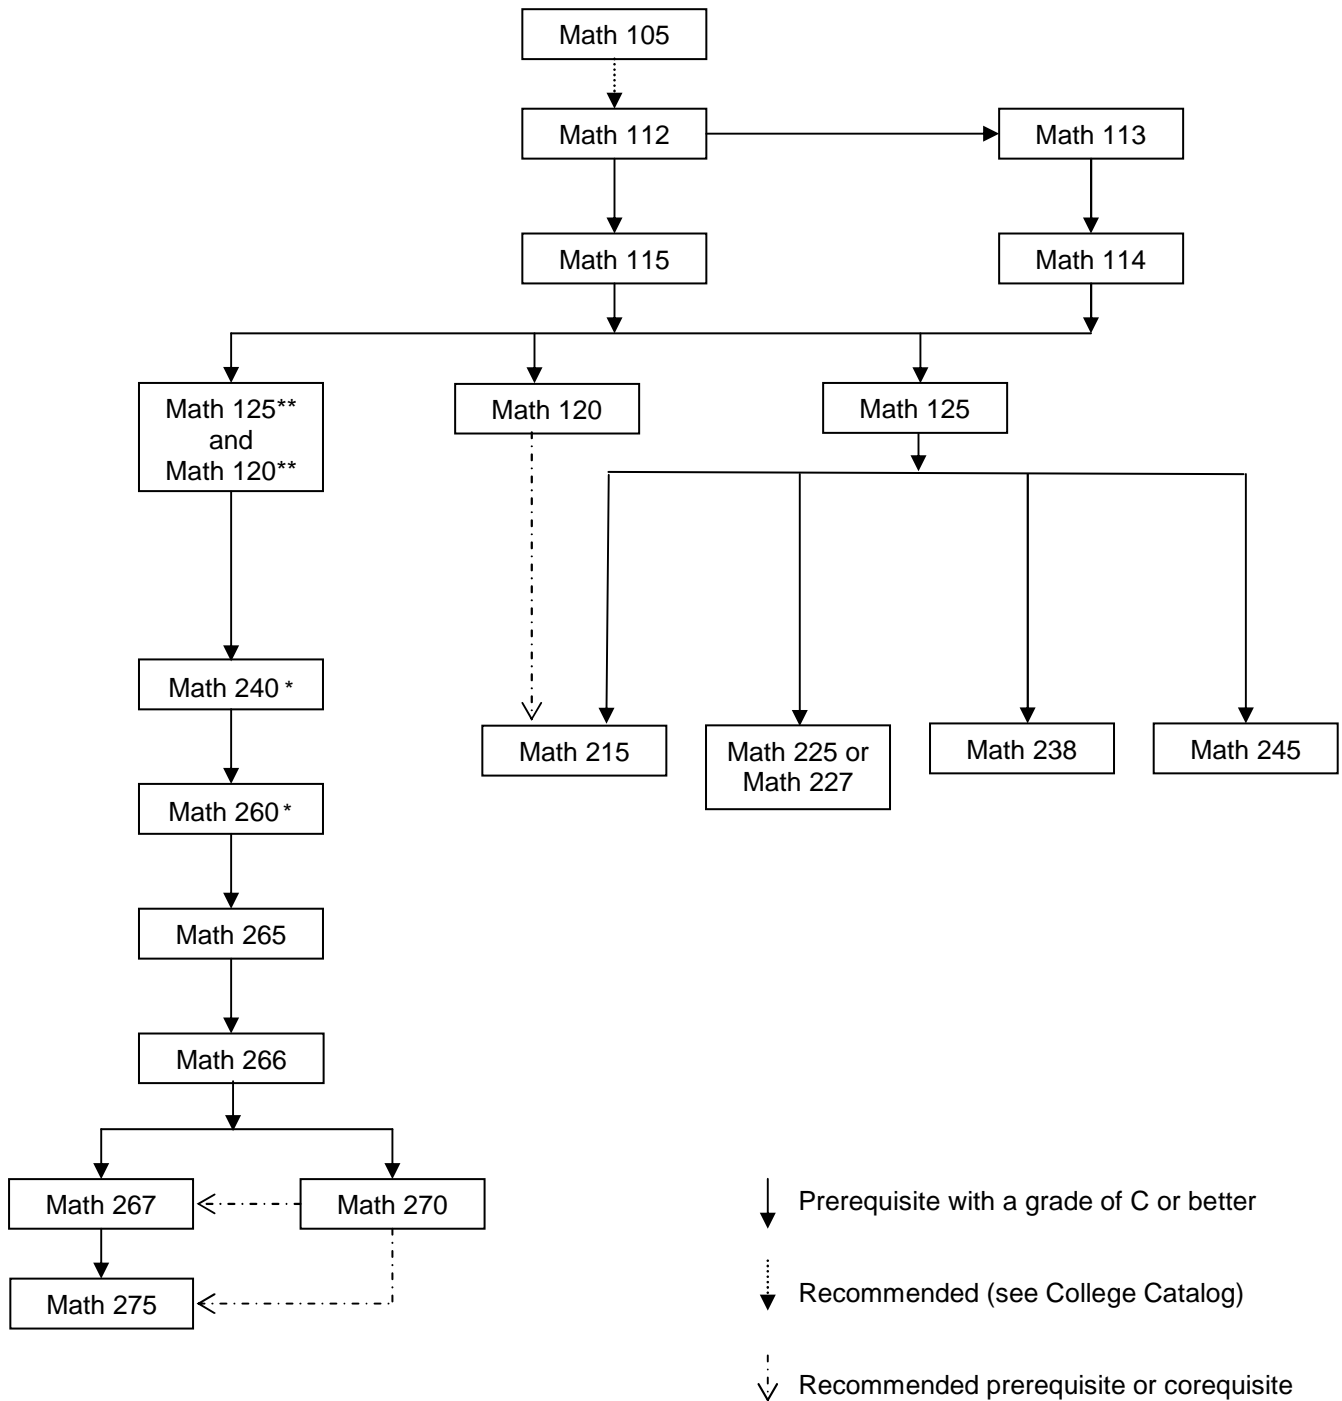 Math 105
Math 112
Math 113
Math 115
Math 114
Math 125**
and
Math 120**
Math 120
Math 125
Math 240 *
Math 215
Math 225 or
Math 227
Math 238
Math 245
Math 260 *
Math 265
Math 266
Math 267
Math 270
Math 275
Prerequisite with a grade of C or better
Recommended (see College Catalog)
Recommended prerequisite or corequisite